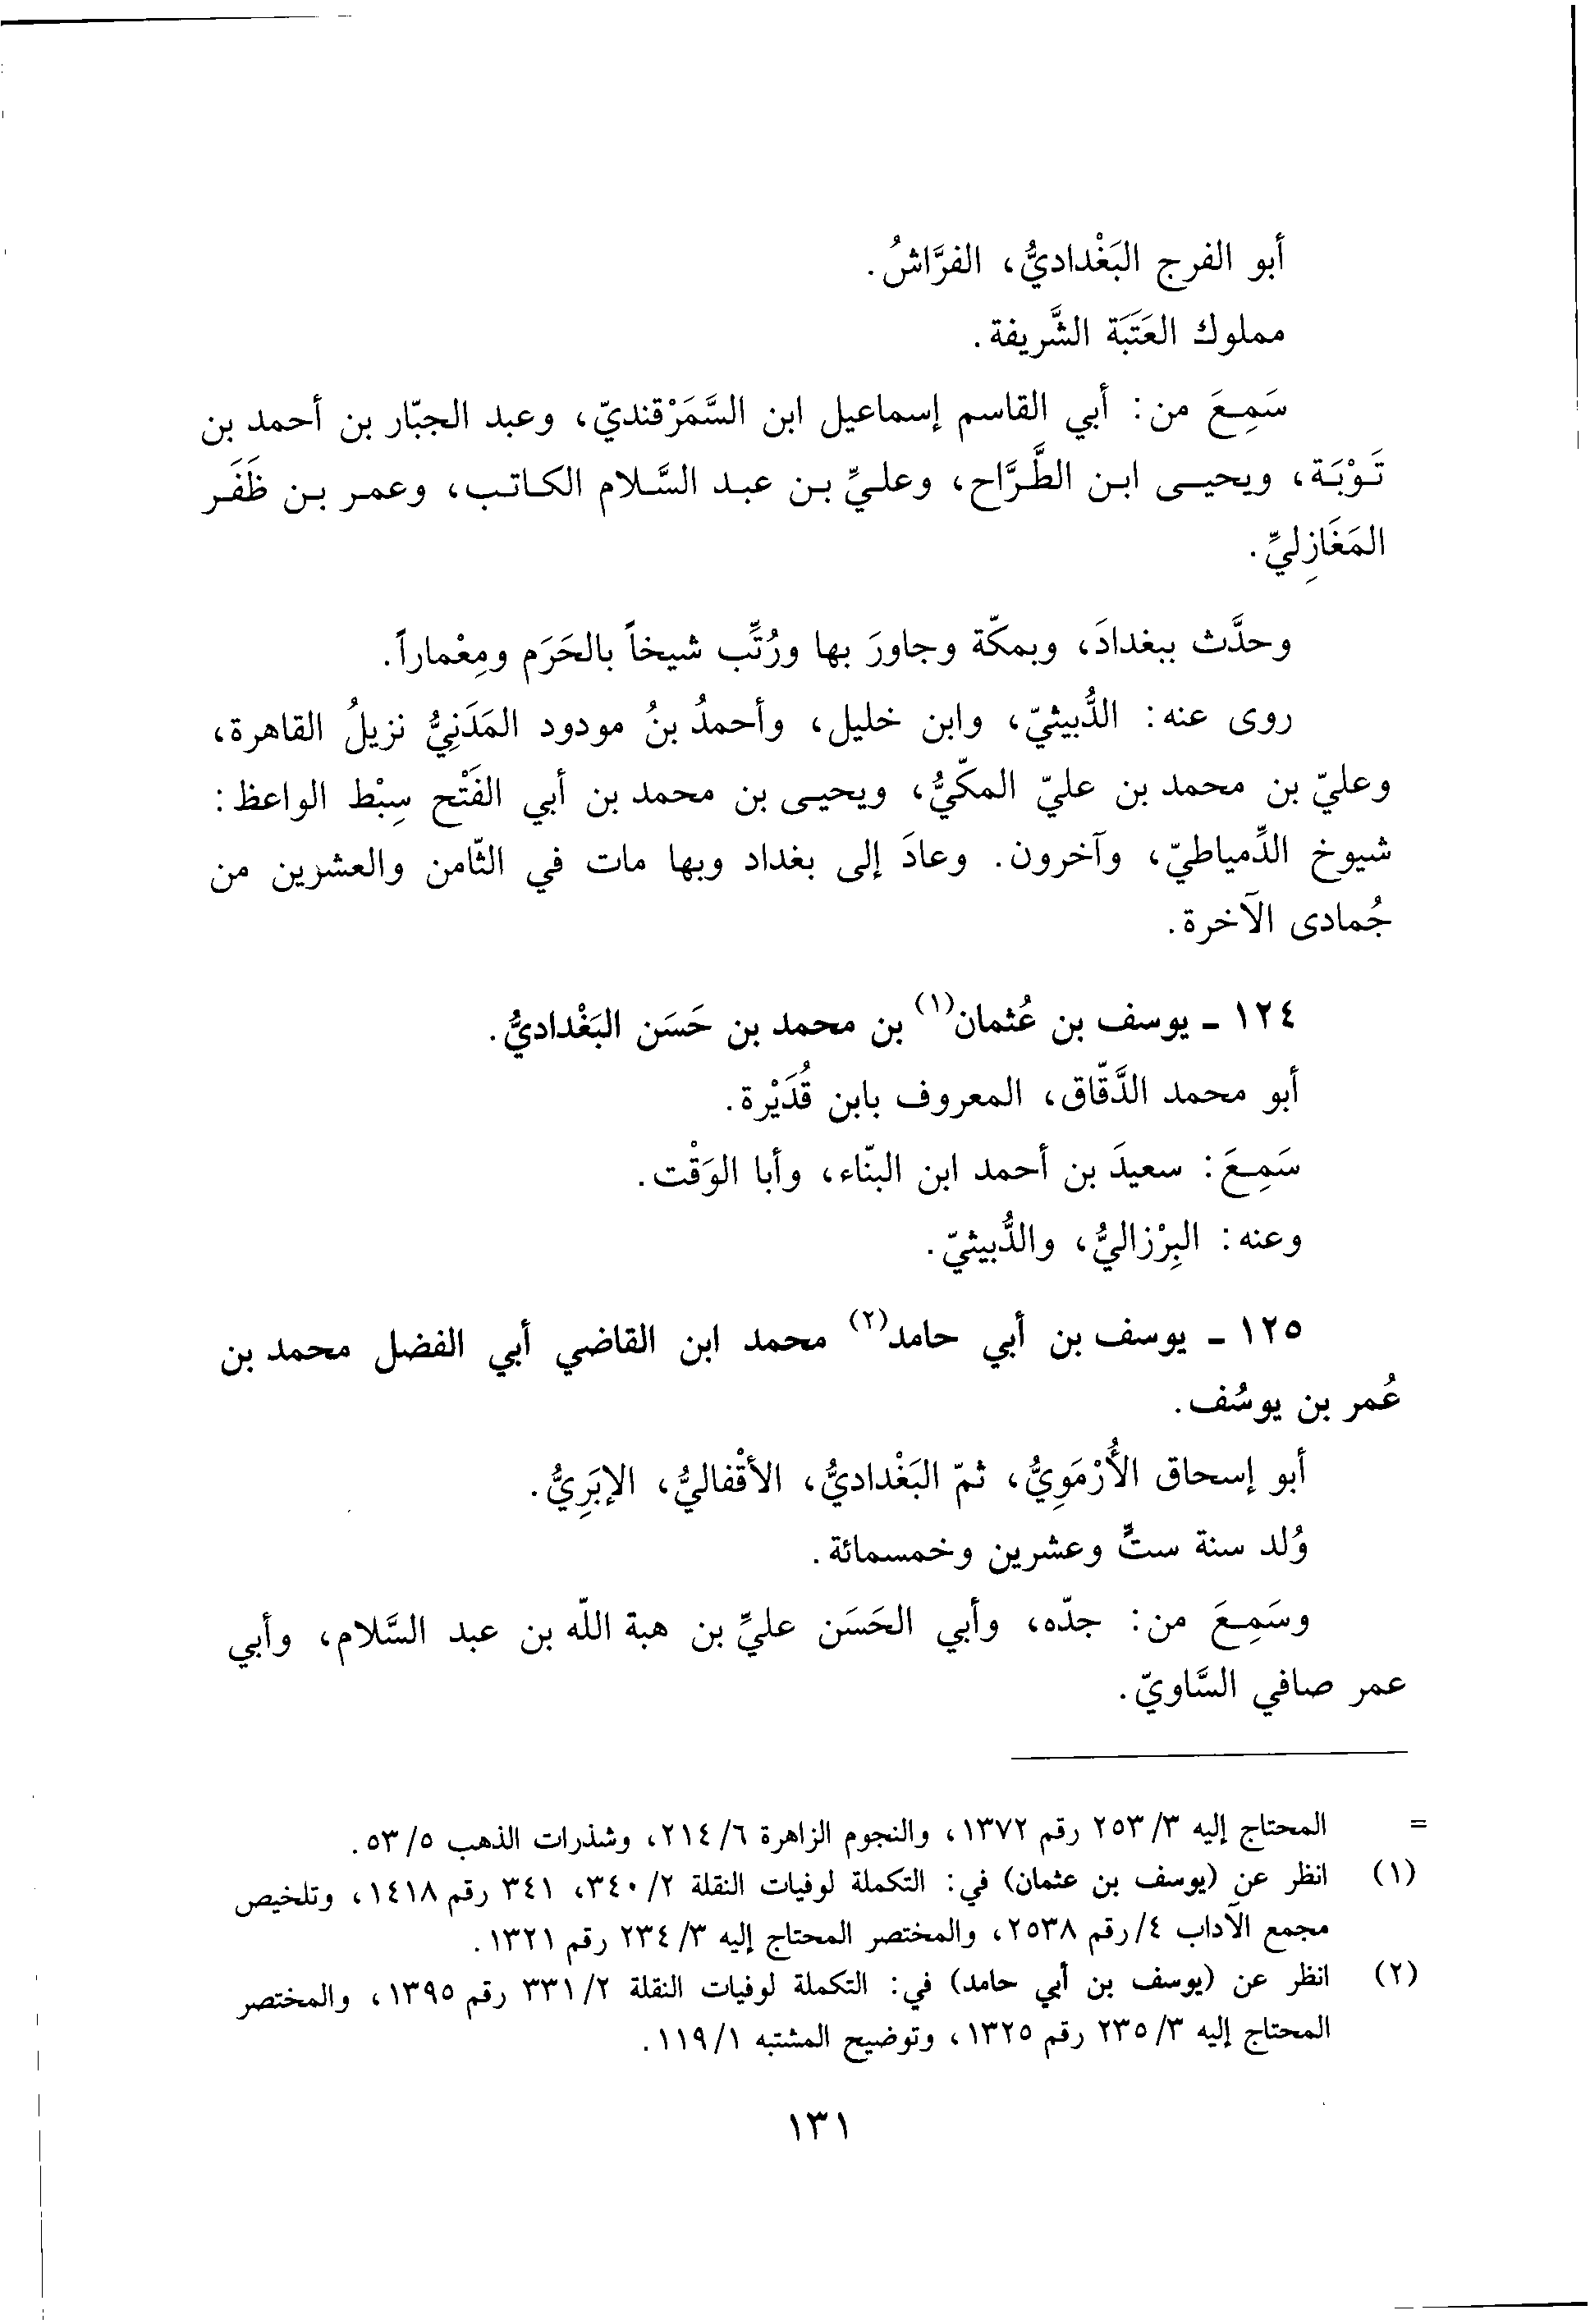 أبو الفرج البَغْداديُّ، الفرَّاشُ.
مملوك العَتَبَة الشَّريفة.
سَمِعَ من: أبي القاسم إسماعيل ابن السَّمَرْقنديّ، وعبد الجبّار بن أحمد بن
تَوْبَة، ويحيى ابن الطَّرَّاح، وعليِّ بن عبد السَّلام الكاتب، وعمر بن ظَفَر
المَغَازِليِّ.
وحدَّث ببغدادَ، وبمكّة وجاورَ بها ورُتِّب شيخاً بالحَرَم ومِعْماراً.
روى عنه: الدُّبيثيّ، وابن خليل، وأحمدُ بنُ مودود المَدَنِيُّ نزيلُ القاهرة،
وعليّ بن محمد بن عليّ المكّيُّ، ويحيى بن محمد بن أبي الفَتْح سِبْط الواعظ:
شيوخ الدِّمياطيّ، وآخرون. وعادَ إلى بغداد وبها مات في الثّامن والعشرين من
جُمادى الآخرة.
١٢٤ ـ يوسف بن عُثمان(١) بن محمد بن حَسَن البَغْداديُّ.
أبو محمد الدَّقّاق، المعروف بابن قُدَيْرة.
سَمِعَ: سعيدَ بن أحمد ابن البنّاء، وأبا الوَقْت.
وعنه: البِرْزاليُّ، والدُّبيثيّ.
١٢٥ ـ يوسف بن أبي حامد(٢) محمد ابن القاضي أبي الفضل محمد بن
عُمر بن يوسُف.
أبو إسحاق الأُرْمَوِيُّ، ثمّ البَغْداديُّ، الأقْفاليُّ، الإبَرِيُّ.
وُلد سنة ستٍّ وعشرين وخمسمائة.
وسَمِعَ من: جدّه، وأبي الحَسَن عليِّ بن هبة اللّه بن عبد السَّلام، وأبي
عمر صافي السَّاويّ.
= المحتاج إليه ٣/ ٢٥٣ رقم ١٣٧٢، والنجوم الزاهرة ٦/ ٢١٤، وشذرات الذهب ٥/ ٥٣.
(١) انظر عن (يوسف بن عثمان) في: التكملة لوفيات النقلة ٢/ ٣٤٠، ٣٤١ رقم ١٤١٨، وتلخيص
مجمع الآداب ٤/ رقم ٢٥٣٨، والمختصر المحتاج إليه ٣/ ٢٣٤ رقم ١٣٢١.
(٢) انظر عن (يوسف بن أبي حامد) في: التكملة لوفيات النقلة ٢/ ٣٣١ رقم ١٣٩٥، والمختصر
المحتاج إليه ٣/ ٢٣٥ رقم ١٣٢٥، وتوضيح المشتبه ١/ ١١٩.
١٣١